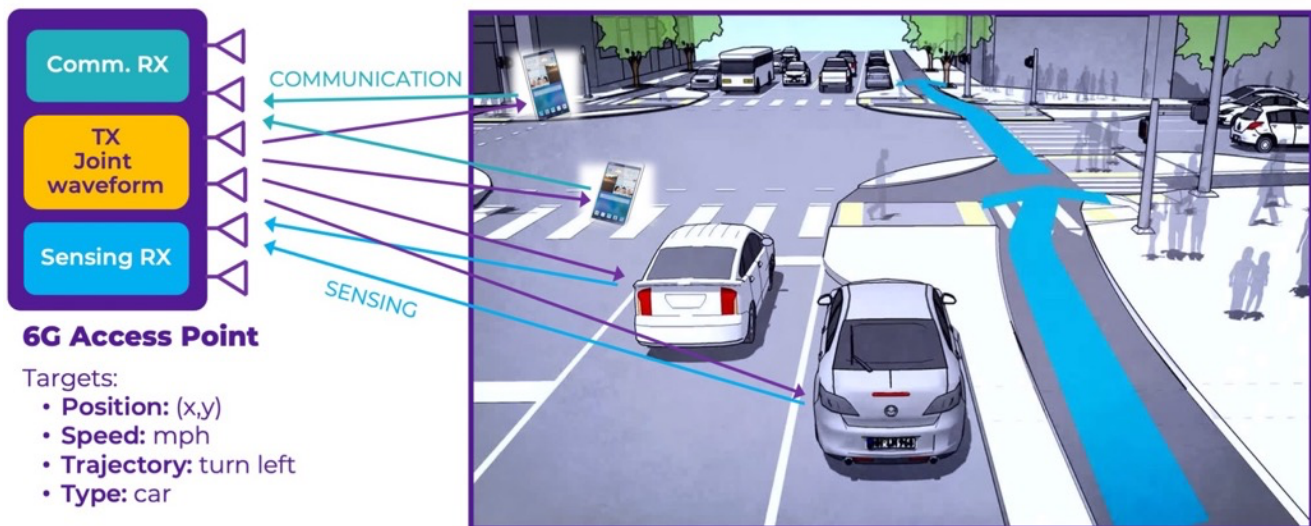 Comm. RX
TX
Joint
waveform
Sensing RX
COMMUNICATION
SENSING
6G Access Point
Targets:
• Position: (x,y)
• Speed: mph
• Trajectory: turn left
• Type: car